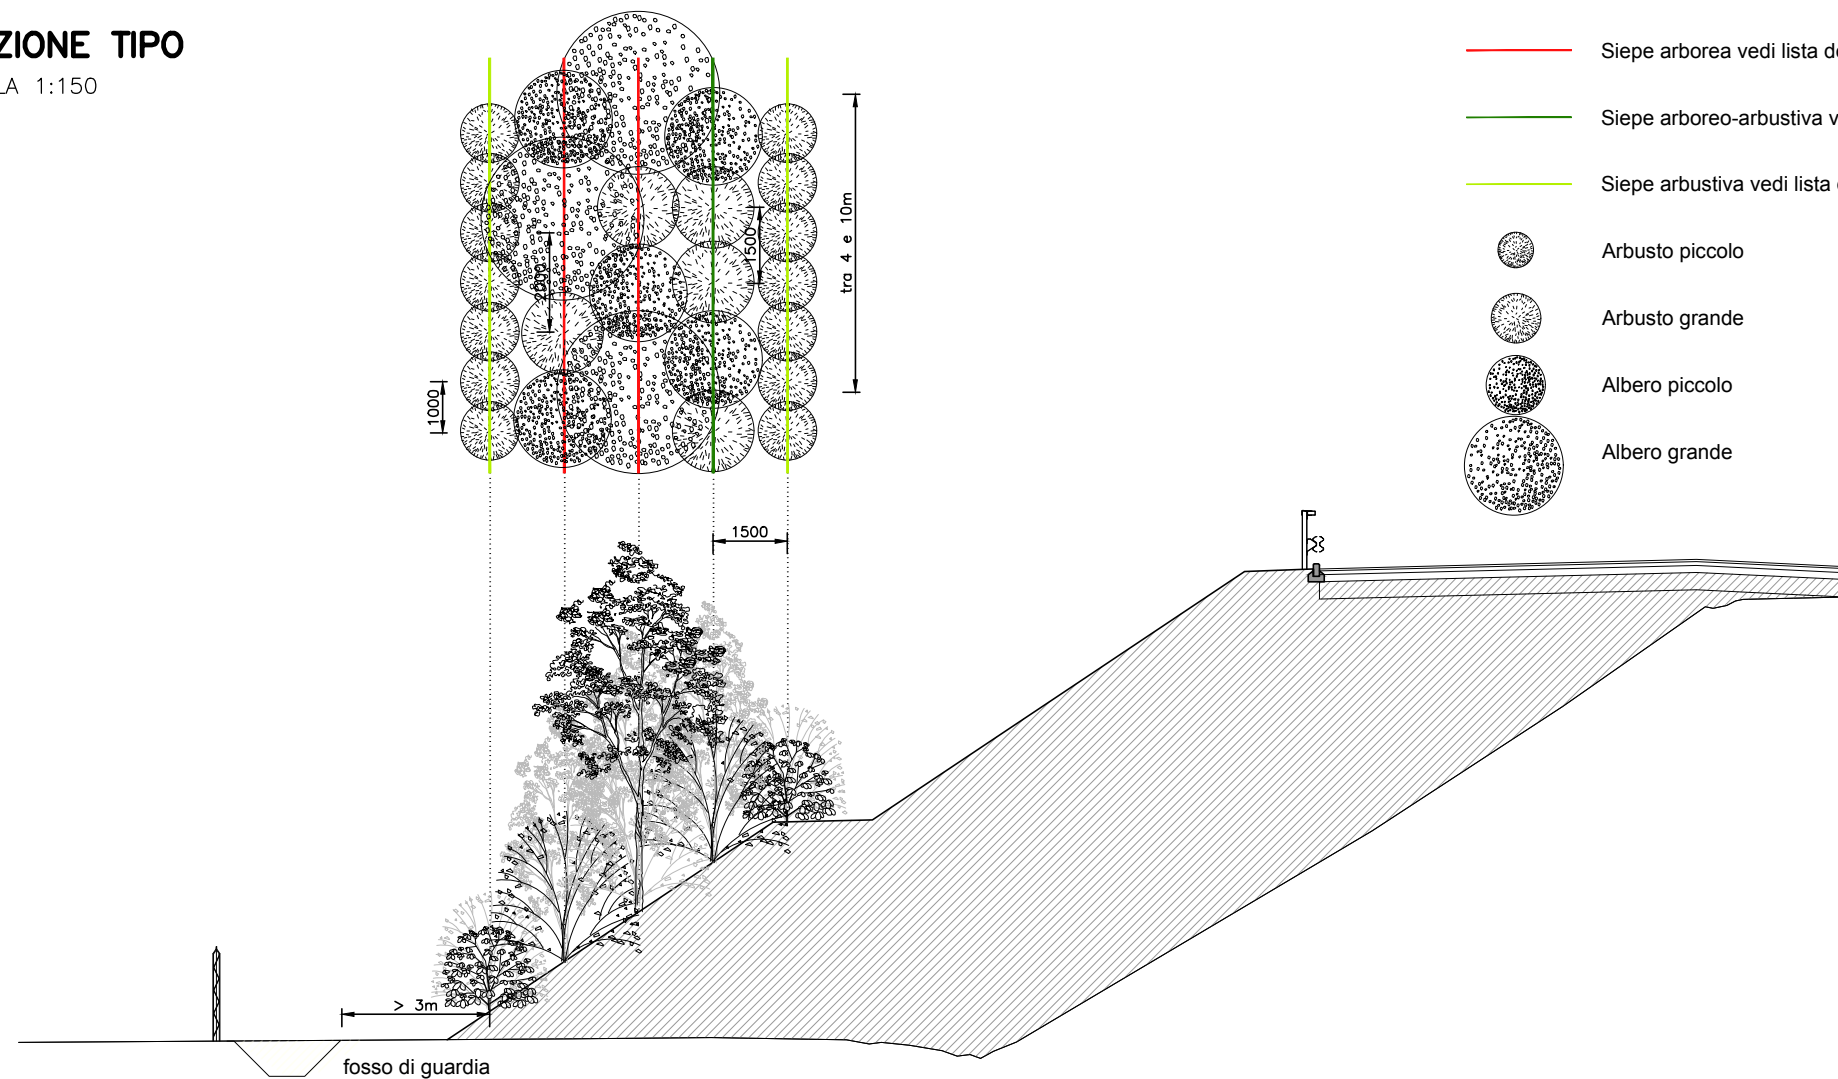 ZIONE TIPO
LA 1:150
Siepe arborea vedi lista
Siepe arboreo-arbustiva
Siepe arbustiva vedi lista
Arbusto piccolo
Arbusto grande
Albero piccolo
Albero grande
tra 4 e 10m
1500
2000
1000
1500
> 3m
fosso di guardia